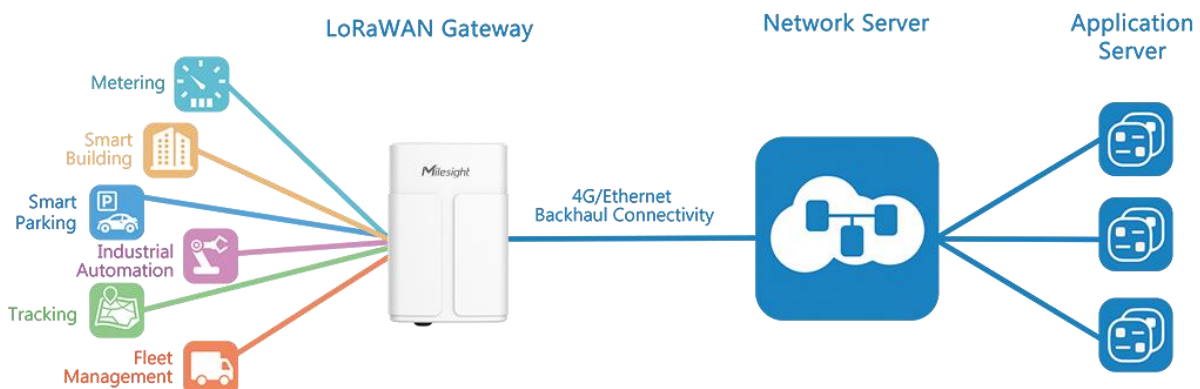 LoRaWAN Gateway
Network Server
Application
Server
Metering
Smart
Building
Smart
Parking
Industrial
Automation
Tracking
Fleet
Management
P
Milesight
4G/Ethernet
Backhaul Connectivity